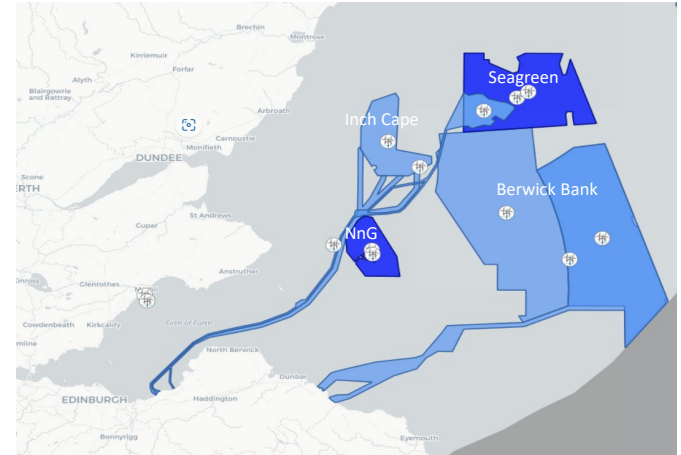 Brechin
Montrose
Kirriemuir
Forfar
Seagreen
Alyth
Blairgowrie
and Rattray
Arbroath
Inch Cape
Carnoustie
Monifieth
DUNDEE
Scone
ERTH
Berwick Bank
St Andrews
Cupar
NnG
Anstruther
Kinross
Glenrothes
Cowdenbeath
Kirkcaldy
Firth of Forth
mline
North Berwick
Dunbar
EDINBURGH
Haddington
Bonnyrigg
Eyemouth